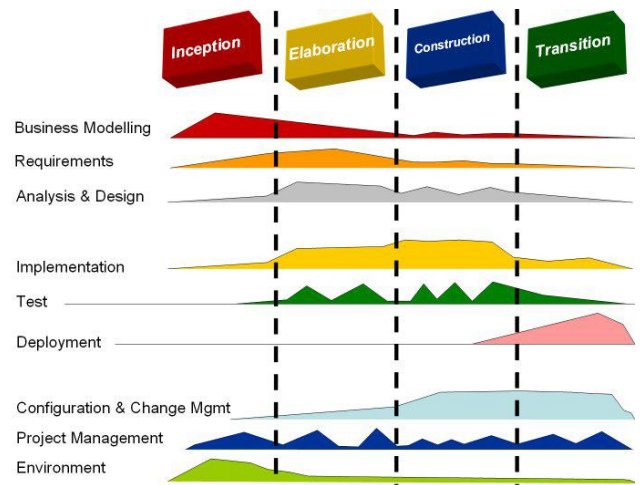 Inception
Elaboration
Construction
Transition
Business Modelling
Requirements
Analysis & Design
Implementation
Test
Deployment
Configuration & Change Mgmt
Project Management
Environment